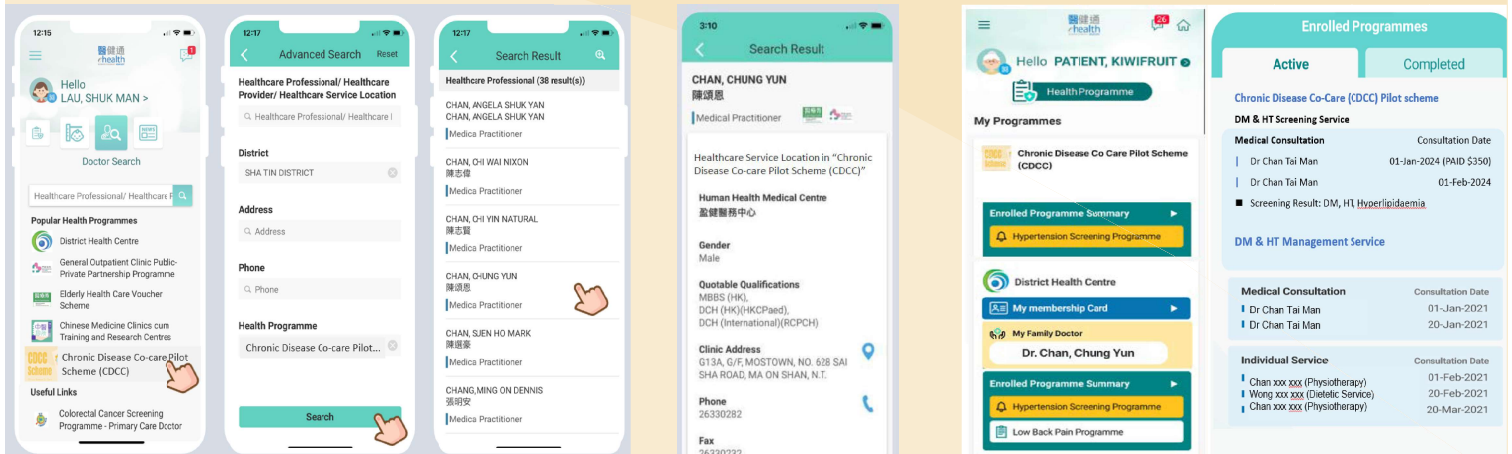 12:15
醫健通
ehealth
1
Hello
LAU, SHUK MAN >
Doctor Search
Healthcare Professional/ Healthcare F
Popular Health Programmes
District Health Centre
General Outpatient Clinic Public-
Private Partnership Programme
Elderly Health Care Voucher
Scheme
Chinese Medicine Clinics cum
Training and Research Centres
CDCC
Scheme
Chronic Disease Co-care Pilot
Scheme (CDCC)
Useful Links
Colorectal Cancer Screening
Programme - Primary Care Doctor
12:17
Advanced Search
Reset
Healthcare Professional/ Healthcare
Provider/ Healthcare Service Location
Healthcare Professional/ Healthcare I
District
SHA TIN DISTRICT
Address
Address
Phone
Phone
Health Programme
Chronic Disease Co-care Pilot...
Search
12:17
Search Result
Healthcare Professional (38 result(s))
CHAN, ANGELA SHUK YAN
CHAN, ANGELA SHUK YAN
Medica Practitioner
CHAN, CHI WAI NIXON
陳志偉
Medica Practitioner
CHAN, CHI YIN NATURAL
陳志賢
Medica Practitioner
CHAN, CHUNG YUN
陳頌恩
Medica Practitioner
CHAN, SJEN HO MARK
陳選豪
Medica Practitioner
CHANG,MING ON DENNIS
張明安
Medica Practitioner
3:10
Search Result
CHAN, CHUNG YUN
陳頌恩
Medical Practitioner
Healthcare Service Location in "Chronic
Disease Co-care Pilot Scheme (CDCC)"
Human Health Medical Centre
盈健醫務中心
Gender
Male
Quotable Qualifications
MBBS (HK),
DCH (HK)(HKCPaed),
DCH (International)(RCPCH)
Clinic Address
G13A, G/F, MOSTOWN, NO. 628 SAI
SHA ROAD, MA ON SHAN, N.T.
Phone
26330282
Fax
26330232
醫健通
ehealth
26
Hello PATIENT, KIWIFRUIT
Health Programme
My Programmes
CDCC
Scheme
Chronic Disease Co Care Pilot Scheme
(CDCC)
Enrolled Programme Summary
Hypertension Screening Programme
District Health Centre
My membership Card
My Family Doctor
Dr. Chan, Chung Yun
Enrolled Programme Summary
Hypertension Screening Programme
Low Back Pain Programme
Enrolled Programmes
Active
Completed
Chronic Disease Co-Care (CDCC) Pilot scheme
DM & HT Screening Service
Medical Consultation Consultation Date
Dr Chan Tai Man 01-Jan-2024 (PAID $350)
Dr Chan Tai Man 01-Feb-2024
■ Screening Result: DM, HT, Hyperlipidaemia
DM & HT Management Service
Medical Consultation Consultation Date
Dr Chan Tai Man 01-Jan-2021
Dr Chan Tai Man 20-Jan-2021
Individual Service Consultation Date
Chan xxx xxx (Physiotherapy) 01-Feb-2021
Wong xxx xxx (Dietetic Service) 20-Feb-2021
Chan xxx xxx (Physiotherapy) 20-Mar-2021